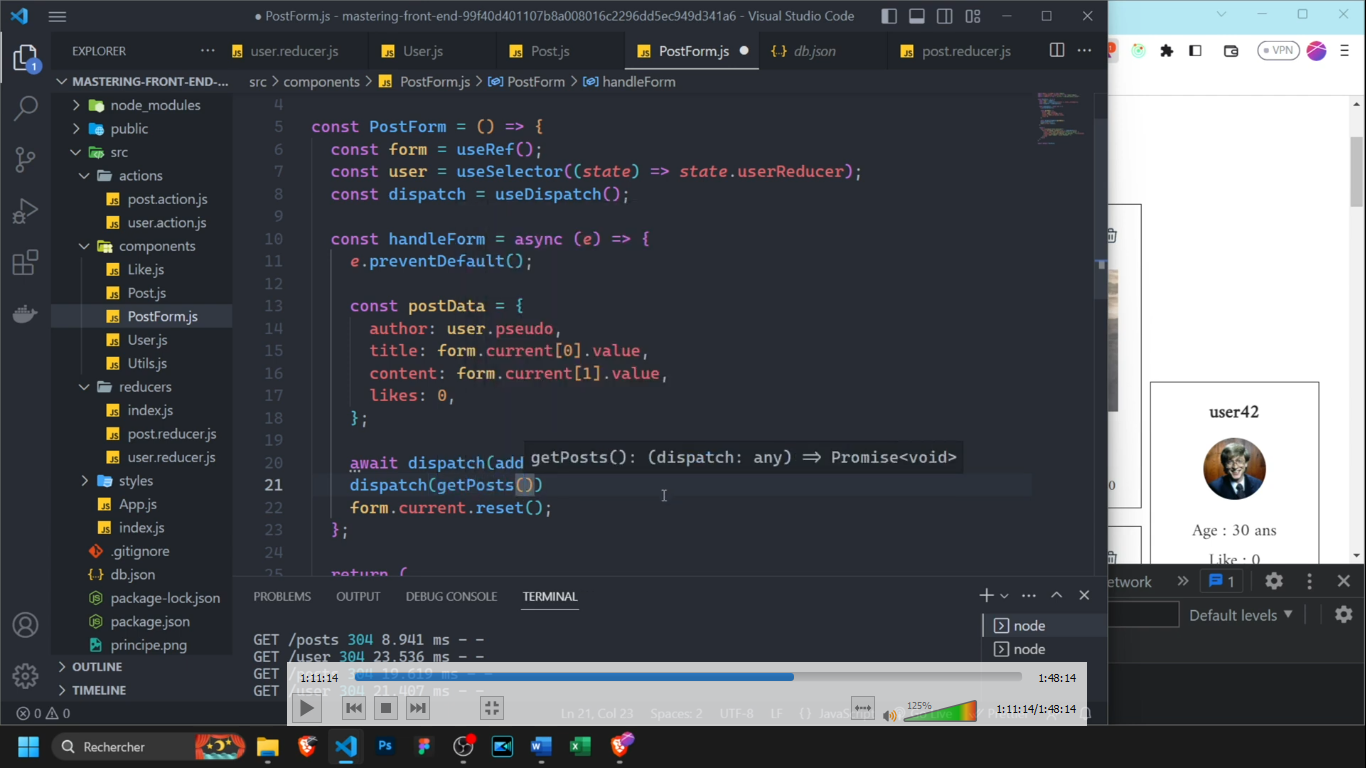 PostForm.js - mastering-front-end-99f40d401107b8a008016c2296dd5ec949d341a6 - Visual Studio Code
EXPLORER
user.reducer.js
User.js
Post.js
PostForm.js
db.json
post.reducer.js
VPN
MASTERING-FRONT-END-...
src > components > PostForm.js > PostForm > handleForm
node_modules
public
src
actions
post.action.js
user.action.js
components
Like.js
Post.js
PostForm.js
User.js
Utils.js
reducers
index.js
post.reducer.js
user.reducer.js
styles
App.js
index.js
.gitignore
db.json
package-lock.json
package.json
principe.png
OUTLINE
TIMELINE
1
4
5 const PostForm = () => {
6 const form = useRef();
7 const user = useSelector((state) => state.userReducer);
8 const dispatch = useDispatch();
9
10 const handleForm = async (e) => {
11 e.preventDefault();
12
13 const postData = {
14 author: user.pseudo,
15 title: form.current[0].value,
16 content: form.current[1].value,
17 likes: 0,
18 };
19
20 await dispatch(add
getPosts(): (dispatch: any) => Promise<void>
21 dispatch(getPosts())
22 form.current.reset();
23 };
24
25 return (
PROBLEMS
OUTPUT
DEBUG CONSOLE
TERMINAL
GET /posts 304 8.941 ms - -
GET /user 304 23.536 ms - -
GET /posts 304 19.619 ms - -
GET /user 304 21.407 ms - -
node
node
0 0
Ln 21, Col 23
Spaces: 2
UTF-8
LF
JavaScript
1:11:14
1:48:14
125%
1:11:14/1:48:14
user42
Age : 30 ans
Like : 0
0
etwork
1
Default levels
Rechercher
Ps